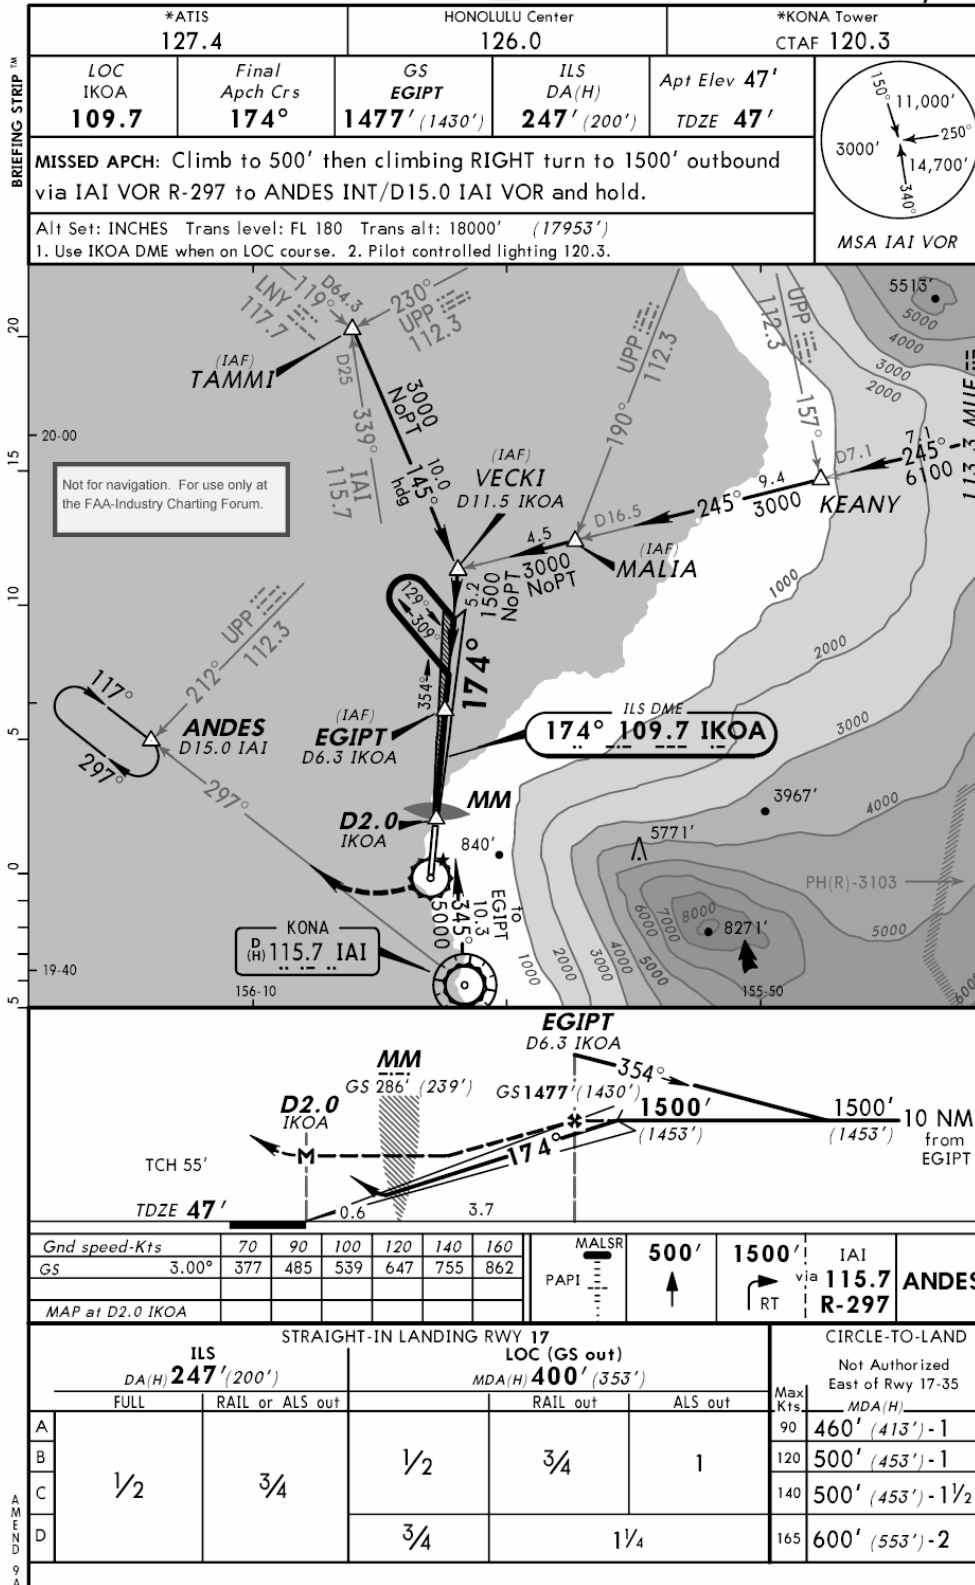 *ATIS
127.4
HONOLULU Center
126.0
*KONA Tower
CTAF 120.3
BRIEFING STRIP TM
LOC
IKOA
109.7
Final
Apch Crs
174°
GS
EGIPT
1477' (1430')
ILS
DA(H)
247' (200')
Apt Elev 47'
TDZE 47'
MISSED APCH: Climb to 500' then climbing RIGHT turn to 1500' outbound
via IAI VOR R-297 to ANDES INT/D15.0 IAI VOR and hold.
Alt Set: INCHES Trans level: FL 180 Trans alt: 18000' (17953')
1. Use IKOA DME when on LOC course. 2. Pilot controlled lighting 120.3.
150°
11,000'
250°
3000'
14,700'
340°
MSA IAI VOR
20
15
10
5
0
5
LNY
117.7
119°
D64.3
230°
UPP
112.3
(IAF)
TAMMI
D25
339°
IAI
115.7
3000
NoPT
10.0
145°
hdg
UPP
112.3
190°
UPP
112.3
157°
5513'
5000
4000
3000
2000
113.3 MUE
7.1
245°
6100
D7.1
KEANY
9.4
245°
3000
D16.5
20-00
Not for navigation. For use only at
the FAA-Industry Charting Forum.
(IAF)
VECKI
D11.5 IKOA
4.5
3000
NoPT
(IAF)
MALIA
5.2
1500
NoPT
129°
309°
354°
174°
1000
2000
3000
4000
5000
UPP
112.3
212°
117°
297°
ANDES
D15.0 IAI
297°
(IAF)
EGIPT
D6.3 IKOA
ILS DME
174° 109.7 IKOA
MM
D2.0
IKOA
840'
3967'
5771'
PH(R)-3103
6000
7000
8000
8271'
5000
345°
10.3
to
EGIPT
KONA
D
(H) 115.7 IAI
1000
2000
3000
4000
5000
6000
19-40
156-10
155-50
EGIPT
D6.3 IKOA
MM
GS 286' (239')
D2.0
IKOA
354°
GS 1477' (1430')
1500'
(1453')
1500'
(1453')
10 NM
from
EGIPT
M
174°
TCH 55'
TDZE 47'
0.6
3.7
Gnd speed-Kts 70 90 100 120 140 160
GS 3.00° 377 485 539 647 755 862
MAP at D2.0 IKOA
MALSR
PAPI
500'
1500'
RT
via
IAI
115.7
R-297
ANDES
STRAIGHT-IN LANDING RWY 17
ILS
DA(H) 247' (200')
LOC (GS out)
MDA(H) 400' (353')
CIRCLE-TO-LAND
Not Authorized
East of Rwy 17-35
FULL
RAIL or ALS out
RAIL out
ALS out
Max
Kts
MDA(H)
A
B
C
D
1/2
3/4
1/2
3/4
1
3/4
1 1/4
90 460' (413') - 1
120 500' (453') - 1
140 500' (453') - 1 1/2
165 600' (553') - 2
AMEND 9A